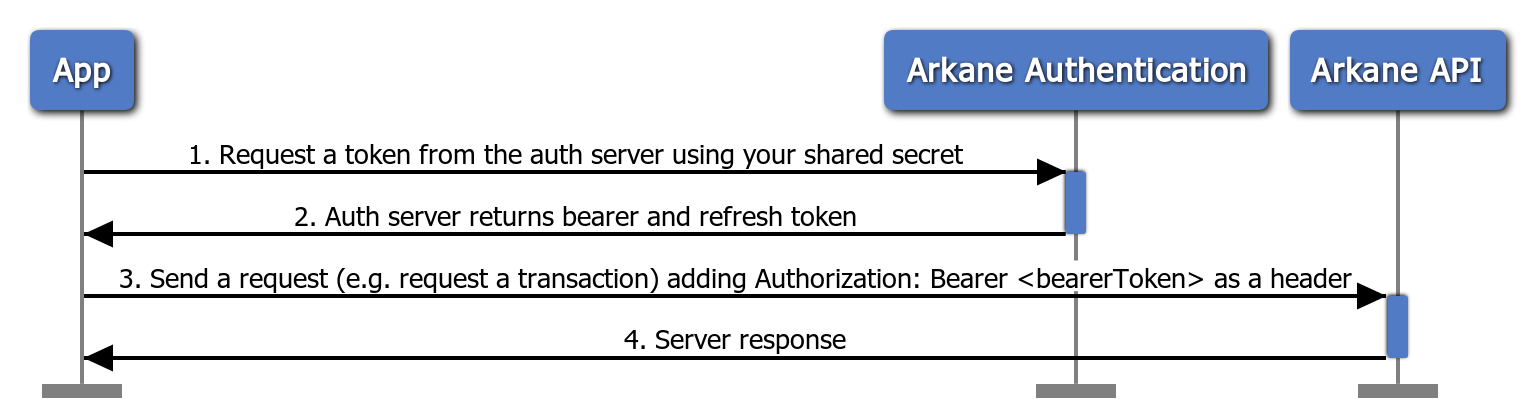 App
Arkane Authentication
Arkane API
1. Request a token from the auth server using your shared secret
2. Auth server returns bearer and refresh token
3. Send a request (e.g. request a transaction) adding Authorization: Bearer <bearerToken> as a header
4. Server response